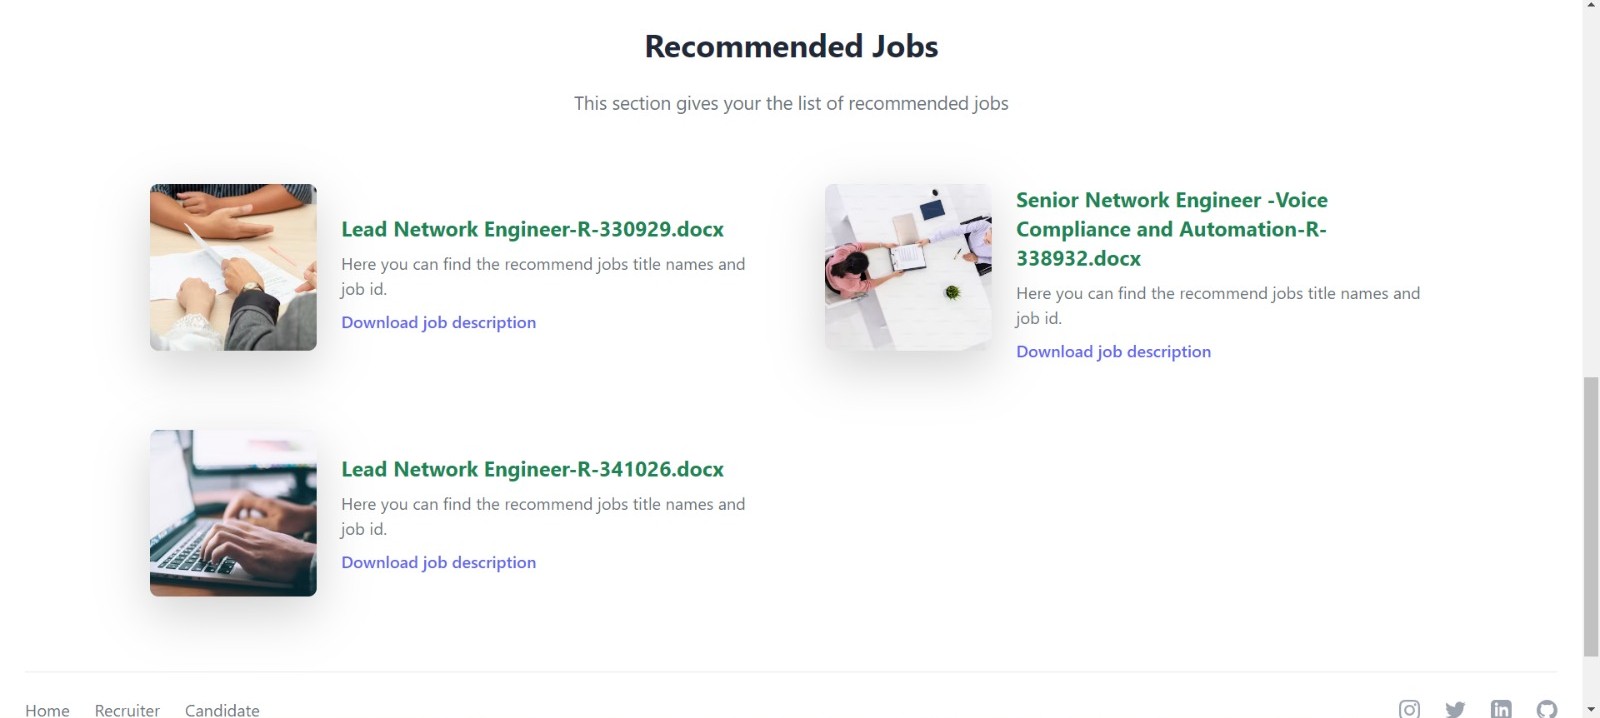 Recommended Jobs
This section gives your the list of recommended jobs
Lead Network Engineer-R-330929.docx
Here you can find the recommend jobs title names and
job id.
Download job description
Senior Network Engineer -Voice
Compliance and Automation-R-
338932.docx
Here you can find the recommend jobs title names and
job id.
Download job description
Lead Network Engineer-R-341026.docx
Here you can find the recommend jobs title names and
job id.
Download job description
Home Recruiter Candidate